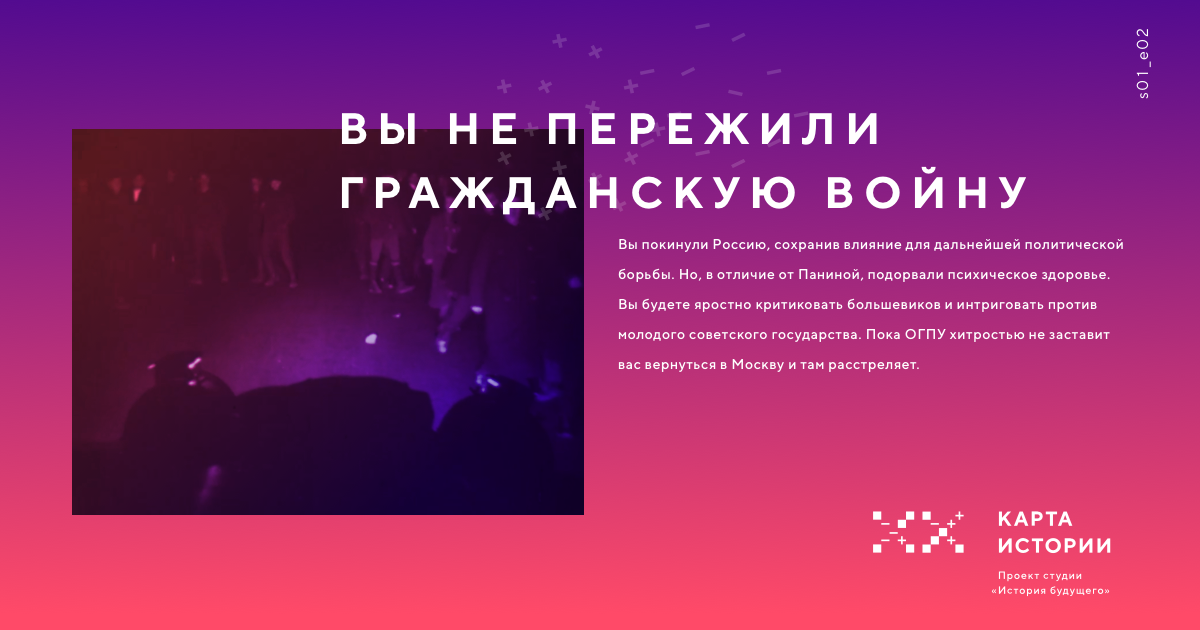 s01_e02
ВЫ НЕ ПЕРЕЖИЛИ
ГРАЖДАНСКУЮ ВОЙНУ
Вы покинули Россию, сохранив влияние для дальнейшей политической
борьбы. Но, в отличие от Паниной, подорвали психическое здоровье.
Вы будете яростно критиковать большевиков и интриговать против
молодого советского государства. Пока ОГПУ хитростью не заставит
вас вернуться в Москву и там расстреляет.
КАРТА
ИСТОРИИ
Проект студии
«История будущего»